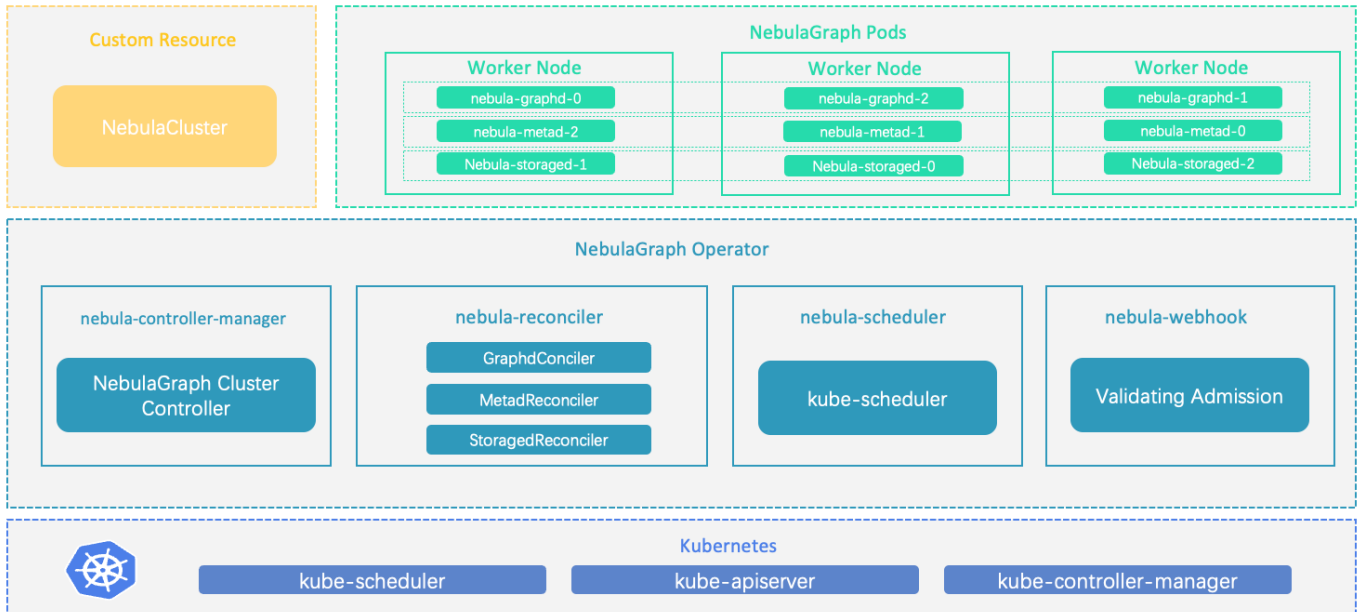 Custom Resource
NebulaCluster
NebulaGraph Pods
Worker Node
nebula-graphd-0
nebula-metad-2
Nebula-storaged-1
Worker Node
nebula-graphd-2
nebula-metad-1
Nebula-storaged-0
Worker Node
nebula-graphd-1
nebula-metad-0
Nebula-storaged-2
NebulaGraph Operator
nebula-controller-manager
NebulaGraph Cluster
Controller
nebula-reconciler
GraphdConciler
MetadReconciler
StoragedReconciler
nebula-scheduler
kube-scheduler
nebula-webhook
Validating Admission
Kubernetes
kube-scheduler
kube-apiserver
kube-controller-manager